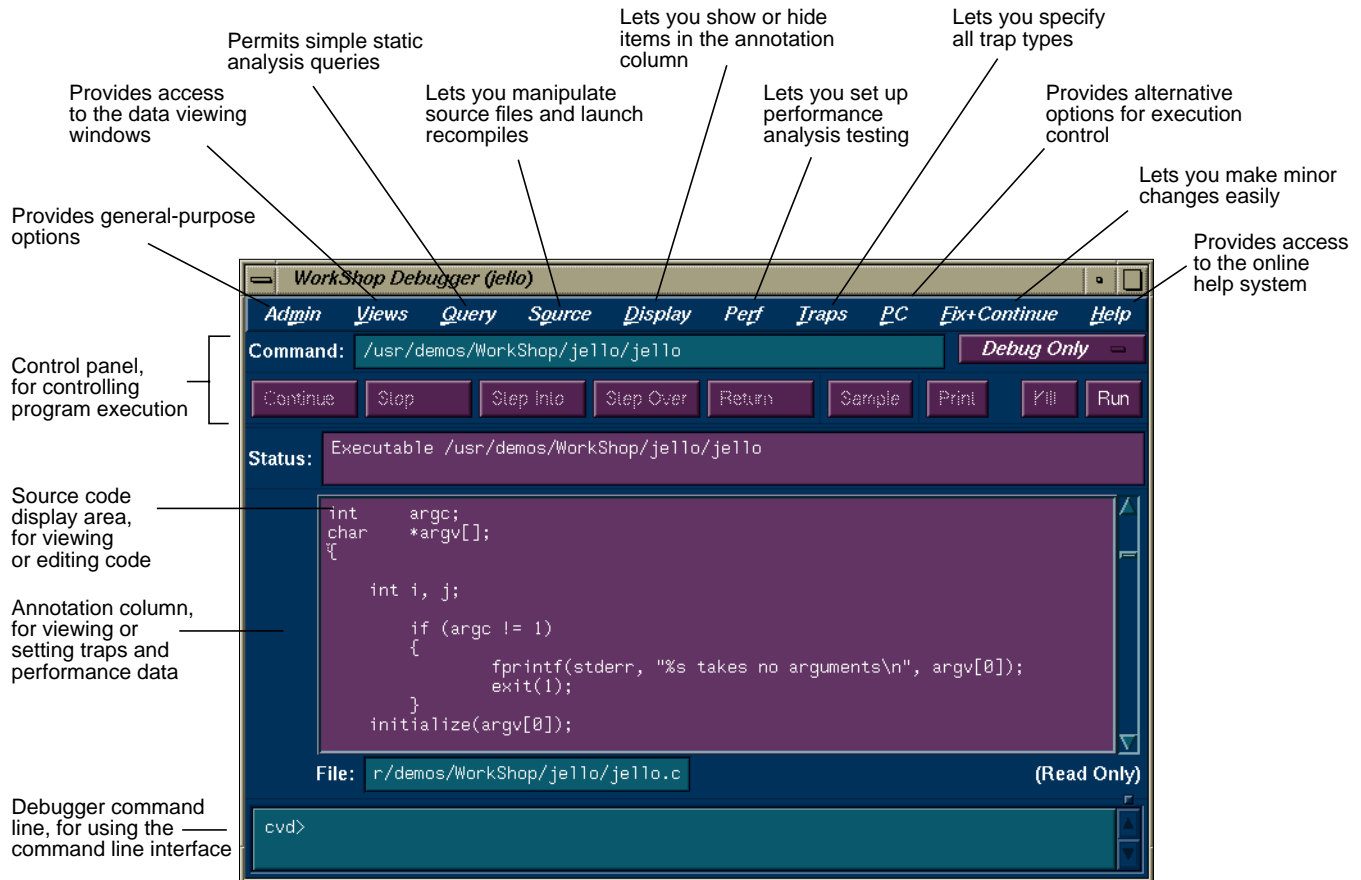 Lets you show or hide
items in the annotation
column
Lets you specify
all trap types
Permits simple static
analysis queries
Provides access
to the data viewing
windows
Lets you manipulate
source files and launch
recompiles
Lets you set up
performance
analysis testing
Provides alternative
options for execution
control
Lets you make minor
changes easily
Provides general-purpose
options
Provides access
to the online
help system
WorkShop Debugger (jello)
Admin Views Query Source Display Perf Traps PC Fix+Continue Help
Command: /usr/demos/WorkShop/jello/jello Debug Only
Control panel,
for controlling
program execution
Continue Stop Step Into Step Over Return Sample Print Kill Run
Status: Executable /usr/demos/WorkShop/jello/jello
Source code
display area,
for viewing
or editing code
int argc;
char *argv[];
{
int i, j;
if (argc != 1)
{
fprintf(stderr, "%s takes no arguments\n", argv[0]);
exit(1);
}
initialize(argv[0]);
Annotation column,
for viewing or
setting traps and
performance data
File: r/demos/WorkShop/jello/jello.c (Read Only)
Debugger command
line, for using the
command line interface
cvd>